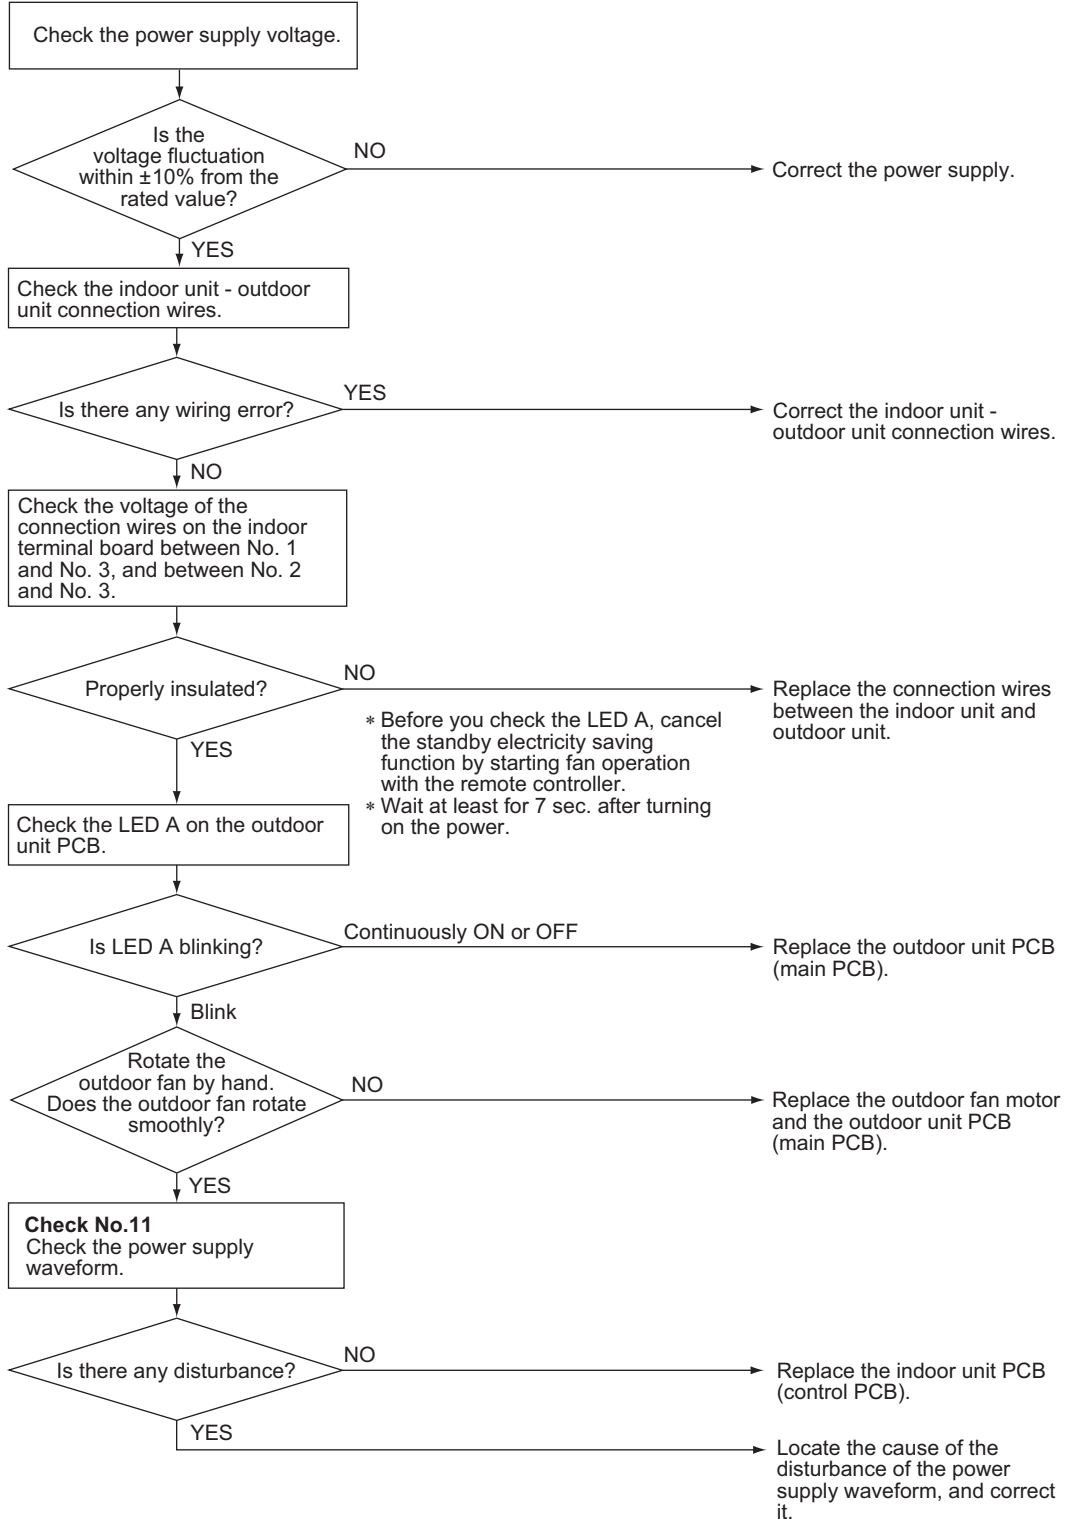 Check the power supply voltage.
Is the
voltage fluctuation
within ±10% from the
rated value?
NO
Correct the power supply.
YES
Check the indoor unit - outdoor
unit connection wires.
Is there any wiring error?
YES
Correct the indoor unit -
outdoor unit connection wires.
NO
Check the voltage of the
connection wires on the indoor
terminal board between No. 1
and No. 3, and between No. 2
and No. 3.
Properly insulated?
NO
Replace the connection wires
between the indoor unit and
outdoor unit.
∗ Before you check the LED A, cancel
the standby electricity saving
function by starting fan operation
with the remote controller.
∗ Wait at least for 7 sec. after turning
on the power.
YES
Check the LED A on the outdoor
unit PCB.
Is LED A blinking?
Continuously ON or OFF
Replace the outdoor unit PCB
(main PCB).
Blink
Rotate the
outdoor fan by hand.
Does the outdoor fan rotate
smoothly?
NO
Replace the outdoor fan motor
and the outdoor unit PCB
(main PCB).
YES
Check No.11
Check the power supply
waveform.
Is there any disturbance?
NO
Replace the indoor unit PCB
(control PCB).
YES
Locate the cause of the
disturbance of the power
supply waveform, and correct
it.